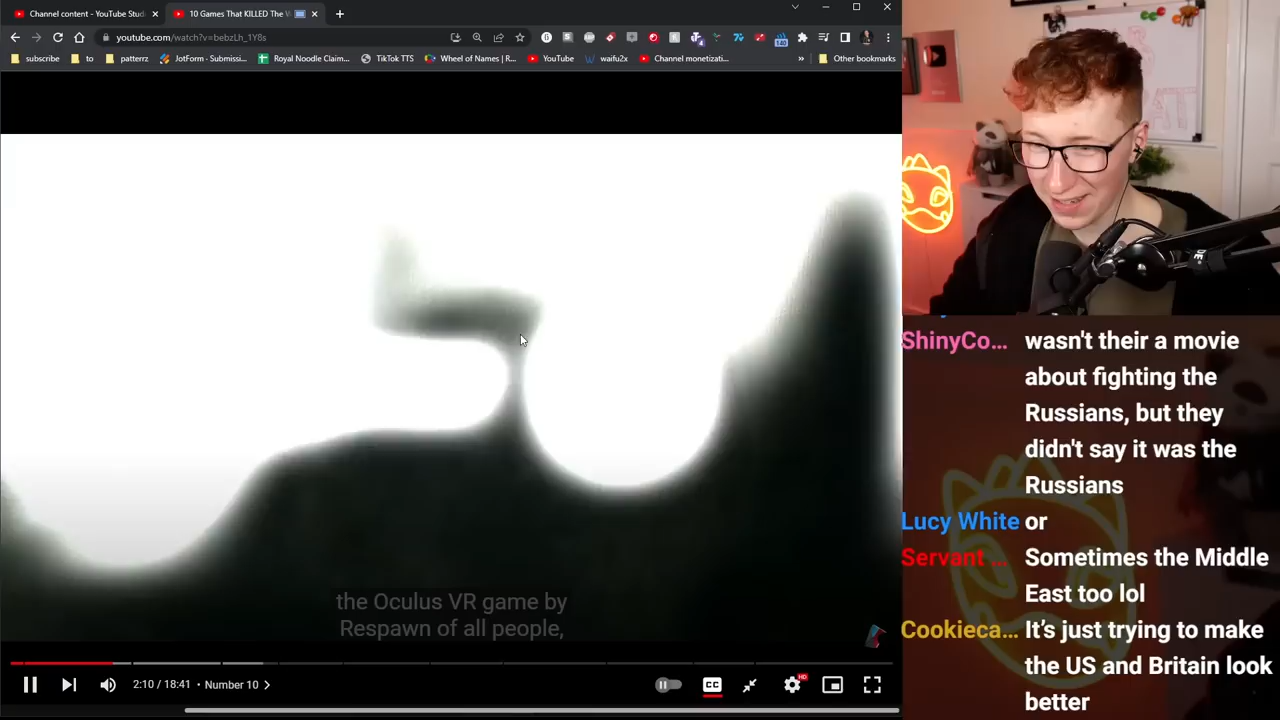 Channel content - YouTube Stud
10 Games That KILLED The V
youtube.com/watch?v=bebzLh_1Y8s
140
subscribe
to
patterrz
JotForm - Submissi...
Royal Noodle Claim...
TikTok TTS
Wheel of Names | R...
YouTube
waifu2x
Channel monetizati...
»
Other bookmarks
the Oculus VR game by
Respawn of all people,
2:10 / 18:41
Number 10
CC
HD
ShinyCo... wasn't their a movie
about fighting the
Russians, but they
didn't say it was the
Russians
Lucy White or
Servant ... Sometimes the Middle
East too lol
Cookieca... It's just trying to make
the US and Britain look
better